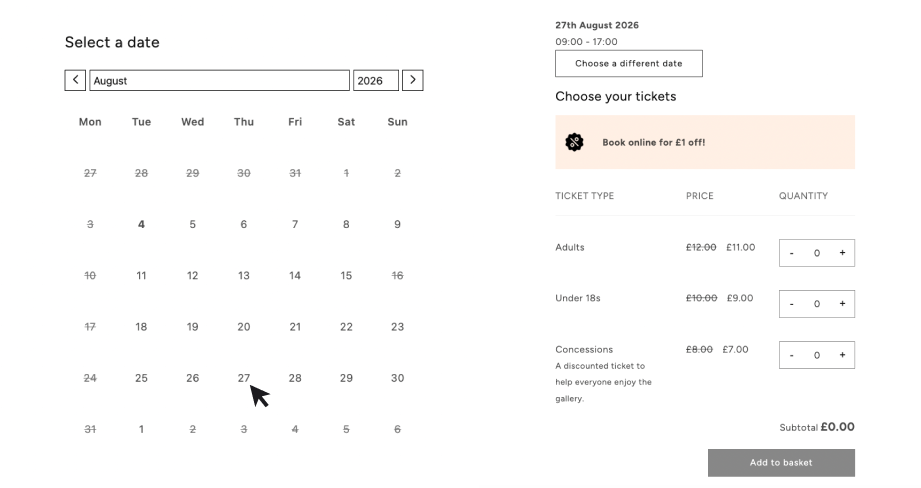 Select a date
August 2026
Mon Tue Wed Thu Fri Sat Sun
27 28 29 30 31 1 2
3 4 5 6 7 8 9
10 11 12 13 14 15 16
17 18 19 20 21 22 23
24 25 26 27 28 29 30
31 1 2 3 4 5 6
27th August 2026
09:00 - 17:00
Choose a different date
Choose your tickets
Book online for £1 off!
TICKET TYPE PRICE QUANTITY
Adults £12.00 £11.00 - 0 +
Under 18s £10.00 £9.00 - 0 +
Concessions £8.00 £7.00 - 0 +
A discounted ticket to
help everyone enjoy the
gallery.
Subtotal £0.00
Add to basket